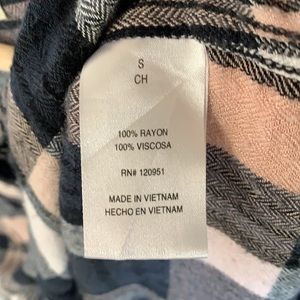 S
CH
100% RAYON
100% VISCOSA
RN# 120951
MADE IN VIETNAM
HECHO EN VIETNAM